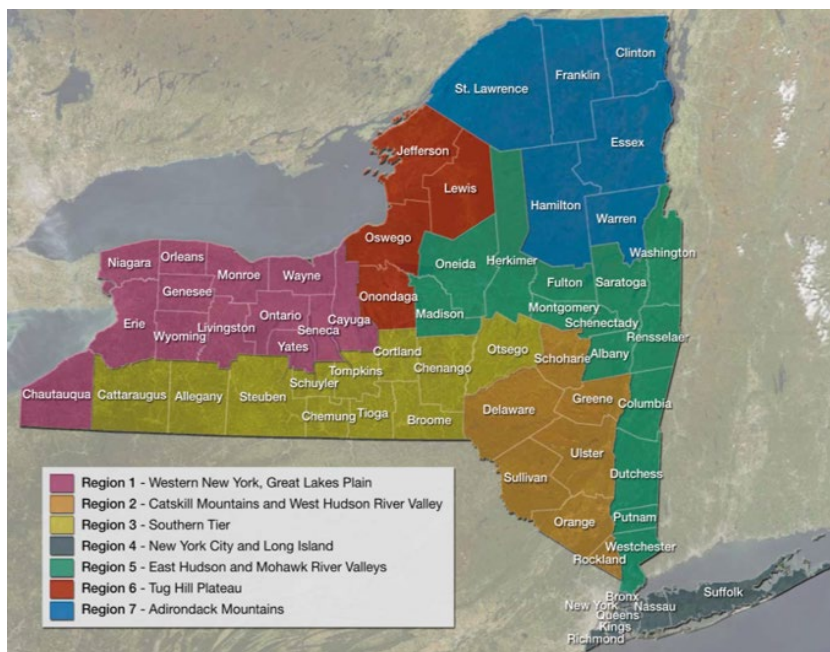 Clinton
Franklin
St. Lawrence
Essex
Jefferson
Lewis
Hamilton
Warren
Oswego
Washington
Oneida
Herkimer
Niagara
Orleans
Monroe
Wayne
Fulton
Saratoga
Genesee
Onondaga
Madison
Montgomery
Ontario
Cayuga
Erie
Livingston
Seneca
Schenectady
Wyoming
Rensselaer
Yates
Cortland
Otsego
Schoharie
Albany
Tompkins
Chenango
Chautauqua
Cattaraugus
Allegany
Steuben
Schuyler
Greene
Columbia
Chemung
Tioga
Broome
Delaware
Ulster
Dutchess
Sullivan
Orange
Putnam
Westchester
Rockland
Bronx
New York
Nassau
Suffolk
Queens
Kings
Richmond
Region 1 - Western New York, Great Lakes Plain
Region 2 - Catskill Mountains and West Hudson River Valley
Region 3 - Southern Tier
Region 4 - New York City and Long Island
Region 5 - East Hudson and Mohawk River Valleys
Region 6 - Tug Hill Plateau
Region 7 - Adirondack Mountains